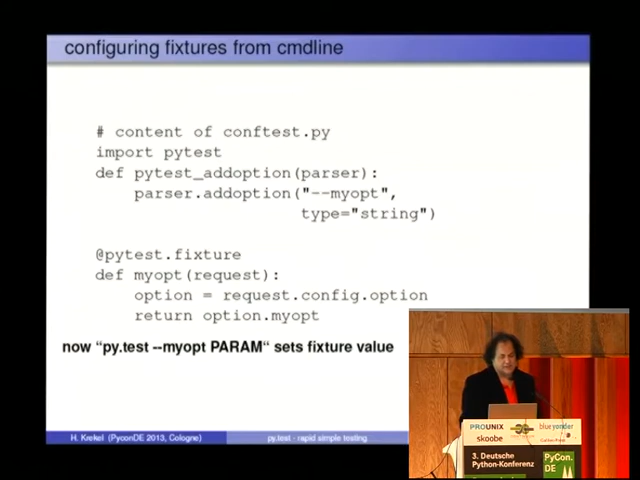 configuring fixtures from cmdline
# content of conftest.py
import pytest
def pytest_addoption(parser):
    parser.addoption("--myopt",
                     type="string")
@pytest.fixture
def myopt(request):
    option = request.config.option
    return option.myopt
now "py.test --myopt PARAM" sets fixture value
H. Krekel (PyconDE 2013, Cologne)
py.test - rapid simple testing
PROUNIX
blueyonder
skoobe
3. Deutsche
Python-Konferenz
PyCon.
DE